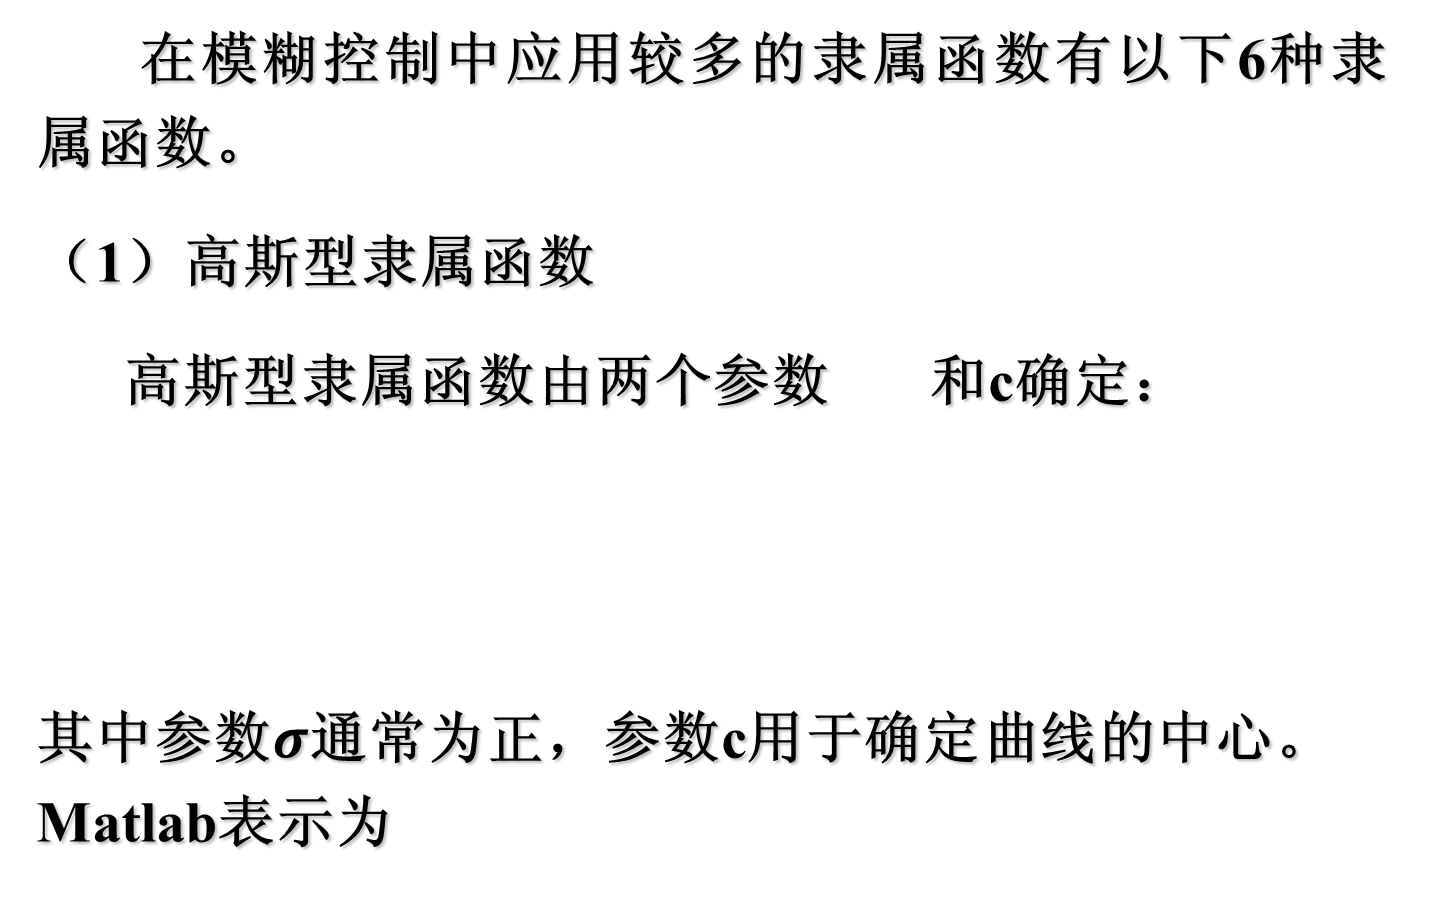 在模糊控制中应用较多的隶属函数有以下6种隶
属函数。
（1）高斯型隶属函数
高斯型隶属函数由两个参数 和c确定：
其中参数σ通常为正，参数c用于确定曲线的中心。
Matlab表示为